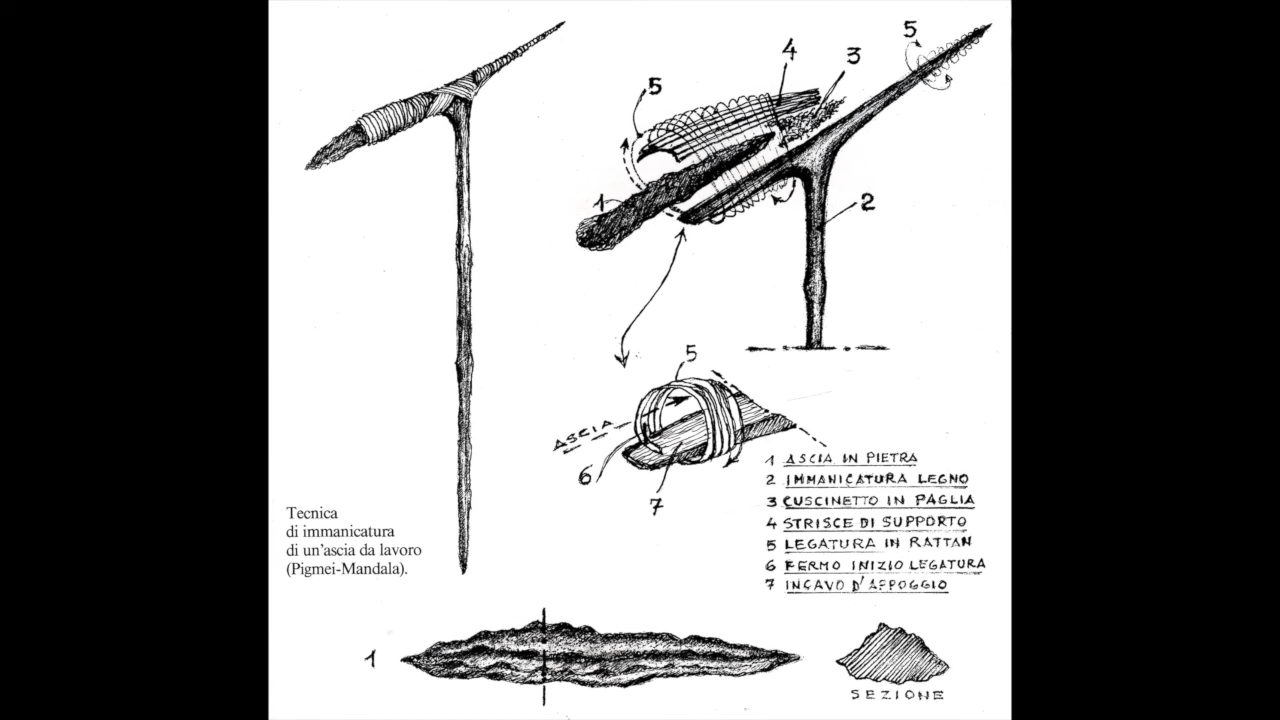 5
4
3
5
1
2
5
ASCIA
6
7
1 ASCIA IN PIETRA
2 IMMANICATURA LEGNO
3 CUSCINETTO IN PAGLIA
4 STRISCE DI SUPPORTO
5 LEGATURA IN RATTAN
6 FERMO INIZIO LEGATURA
7 INCAVO D'APPOGGIO
Tecnica
di immanicatura
di un'ascia da lavoro
(Pigmei-Mandala).
1
SEZIONE